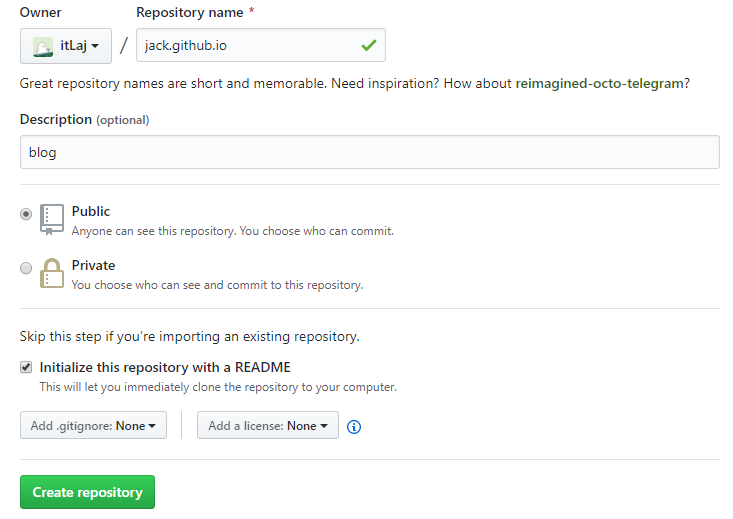 Owner Repository name *
itLaj / jack.github.io
Great repository names are short and memorable. Need inspiration? How about reimagined-octo-telegram?
Description (optional)
blog
Public
Anyone can see this repository. You choose who can commit.
Private
You choose who can see and commit to this repository.
Skip this step if you’re importing an existing repository.
Initialize this repository with a README
This will let you immediately clone the repository to your computer.
Add .gitignore: None Add a license: None
Create repository